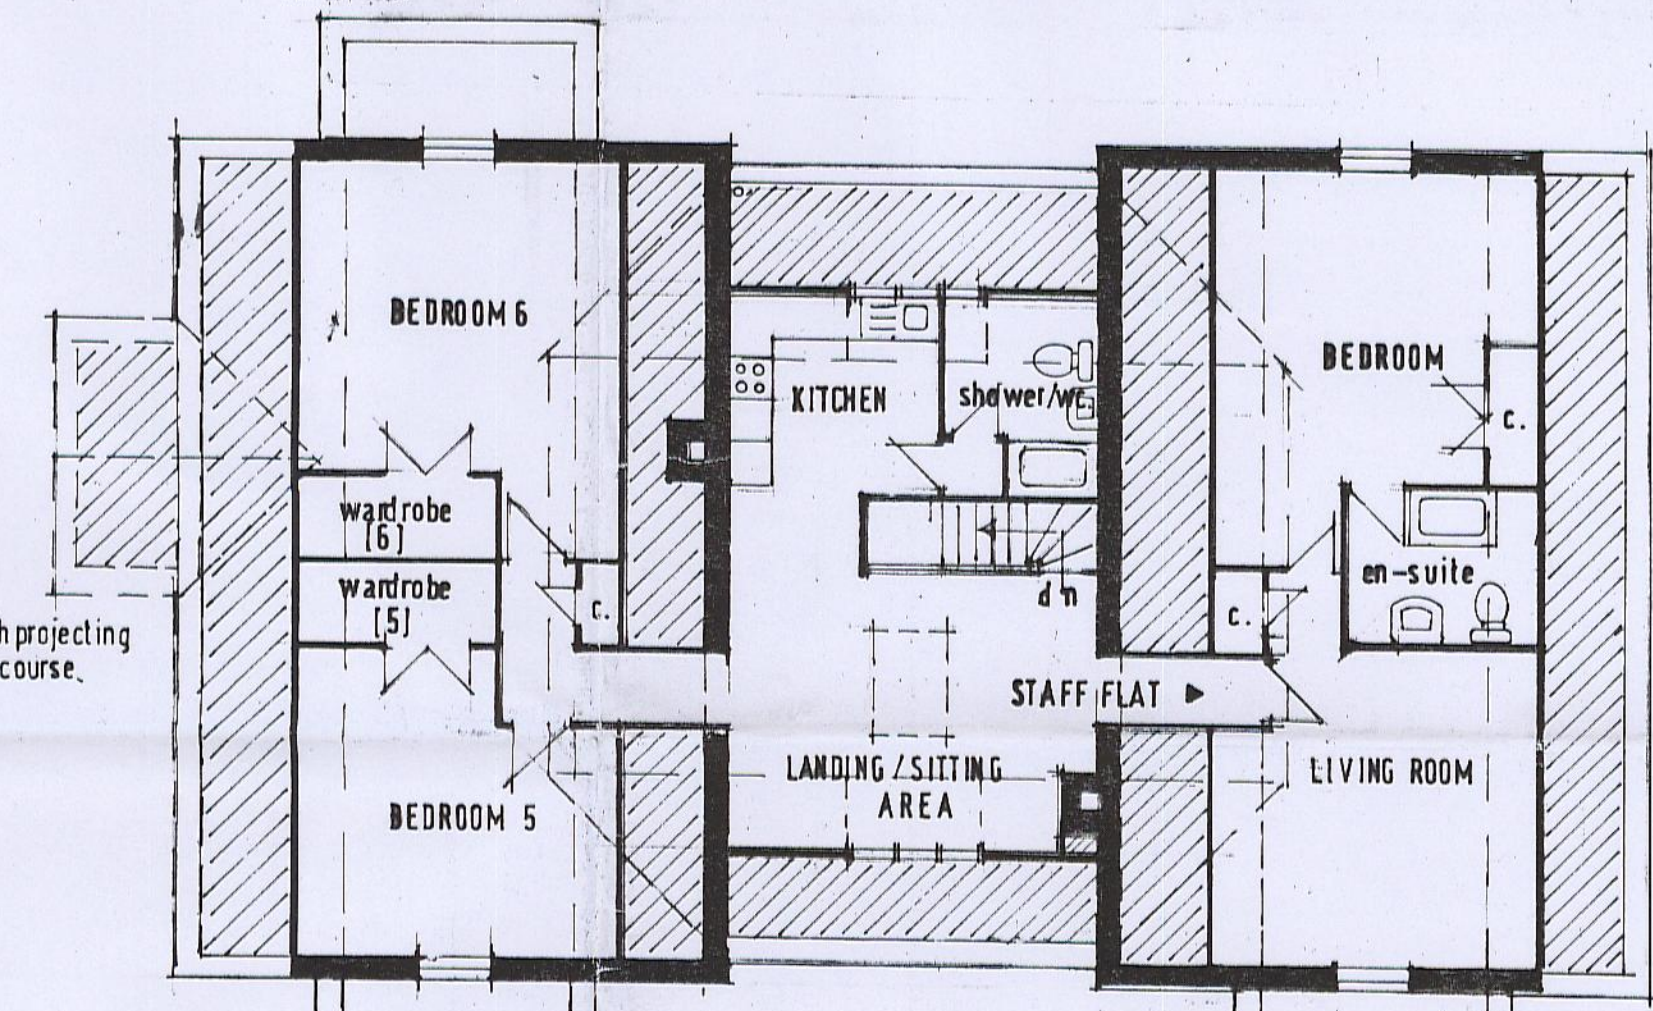 BEDROOM 6
BEDROOM
KITCHEN
shower/wc.
c.
wardrobe
[6]
wardrobe
[5]
c.
dn
c.
en-suite
h projecting
course.
STAFF FLAT
LANDING / SITTING
AREA
LIVING ROOM
BEDROOM 5